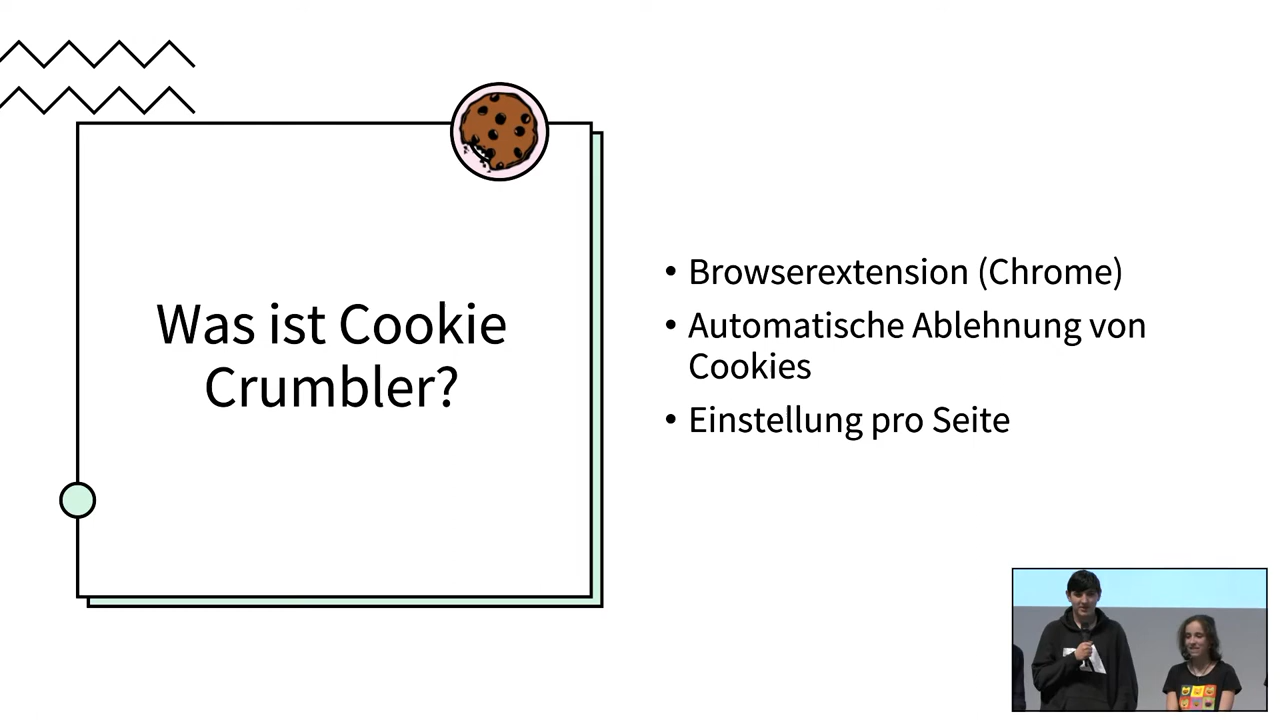 Was ist Cookie
Crumbler?
• Browserextension (Chrome)
• Automatische Ablehnung von
Cookies
• Einstellung pro Seite